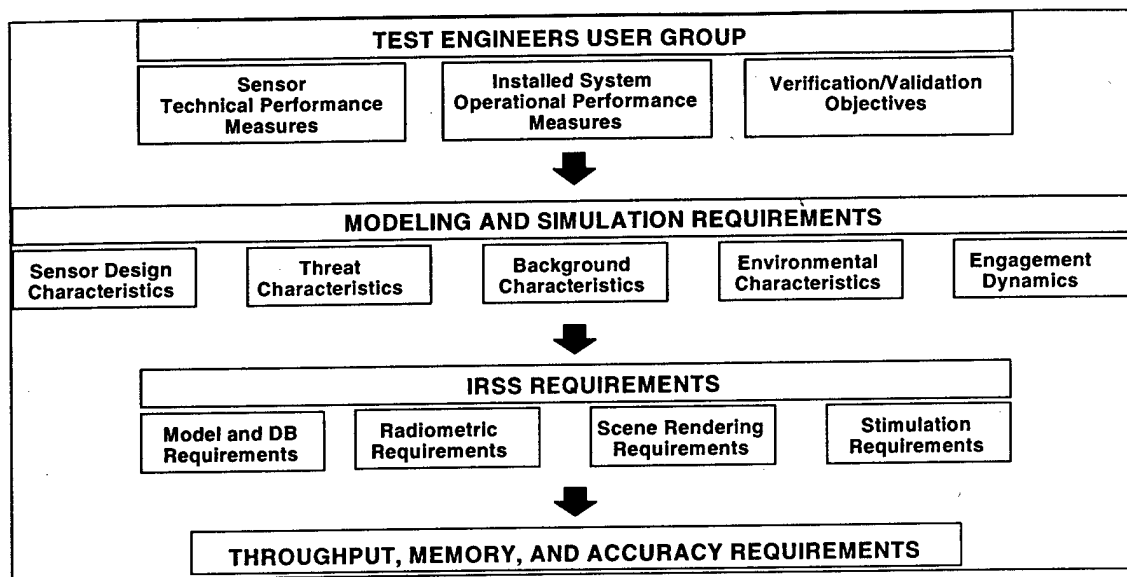 TEST ENGINEERS USER GROUP
Sensor
Technical Performance
Measures
Installed System
Operational Performance
Measures
Verification/Validation
Objectives
MODELING AND SIMULATION REQUIREMENTS
Sensor Design
Characteristics
Threat
Characteristics
Background
Characteristics
Environmental
Characteristics
Engagement
Dynamics
IRSS REQUIREMENTS
Model and DB
Requirements
Radiometric
Requirements
Scene Rendering
Requirements
Stimulation
Requirements
THROUGHPUT, MEMORY, AND ACCURACY REQUIREMENTS